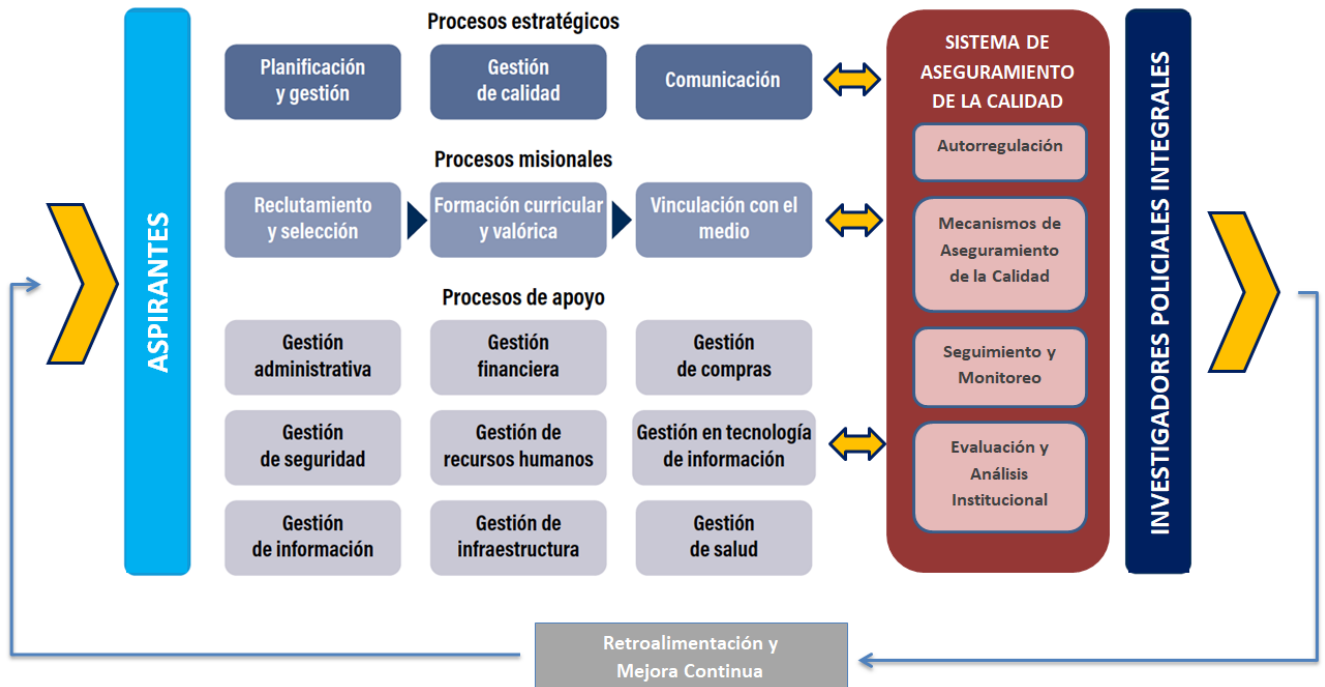 Procesos estratégicos
Planificación
y gestión
Gestión
de calidad
Comunicación
Procesos misionales
Reclutamiento
y selección
Formación curricular
y valórica
Vinculación con el
medio
Procesos de apoyo
Gestión
administrativa
Gestión
financiera
Gestión
de compras
Gestión
de seguridad
Gestión de
recursos humanos
Gestión en tecnología
de información
Gestión
de información
Gestión de
infraestructura
Gestión
de salud
ASPIRANTES
SISTEMA DE
ASEGURAMIENTO
DE LA CALIDAD
Autorregulación
Mecanismos de
Aseguramiento
de la Calidad
Seguimiento y
Monitoreo
Evaluación y
Análisis
Institucional
INVESTIGADORES POLICIALES INTEGRALES
Retroalimentación y
Mejora Continua